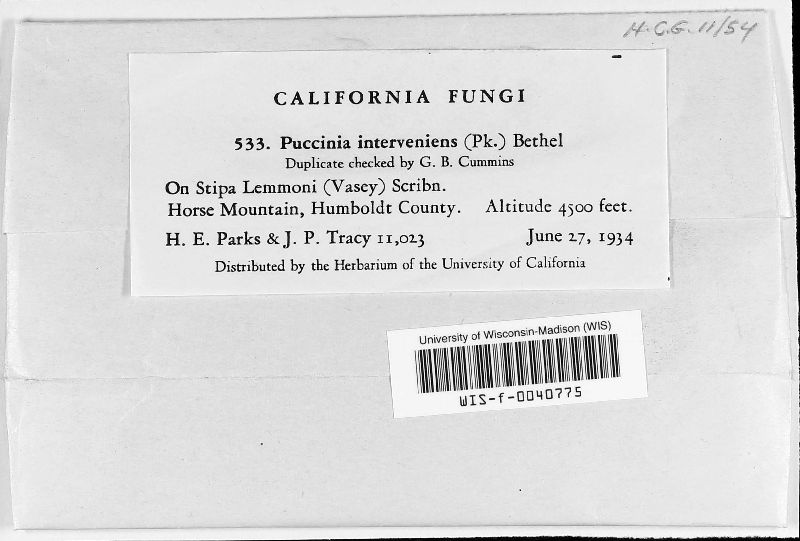 H.C.G. 11/54
CALIFORNIA FUNGI
533. Puccinia interveniens (Pk.) Bethel
Duplicate checked by G. B. Cummins
On Stipa Lemmoni (Vasey) Scribn.
Horse Mountain, Humboldt County. Altitude 4500 feet.
H. E. Parks & J. P. Tracy 11,023 June 27, 1934
Distributed by the Herbarium of the University of California
University of Wisconsin-Madison (WIS)
WIS-f-0040775